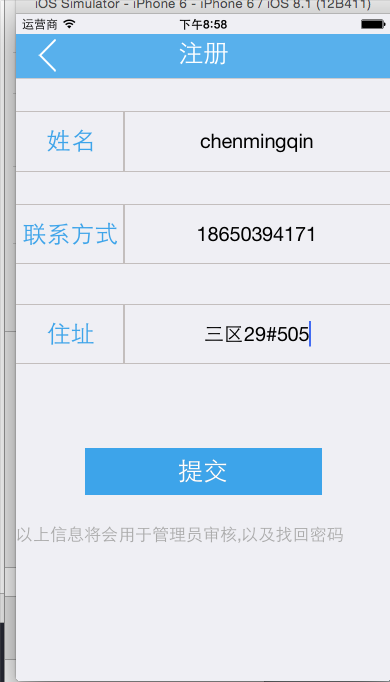 iOS Simulator - iPhone 6 - iPhone 6 / iOS 8.1 (12B411)
运营商 下午8:58
注册
姓名 chenmingqin
联系方式 18650394171
住址 三区29#505
提交
以上信息将会用于管理员审核,以及找回密码